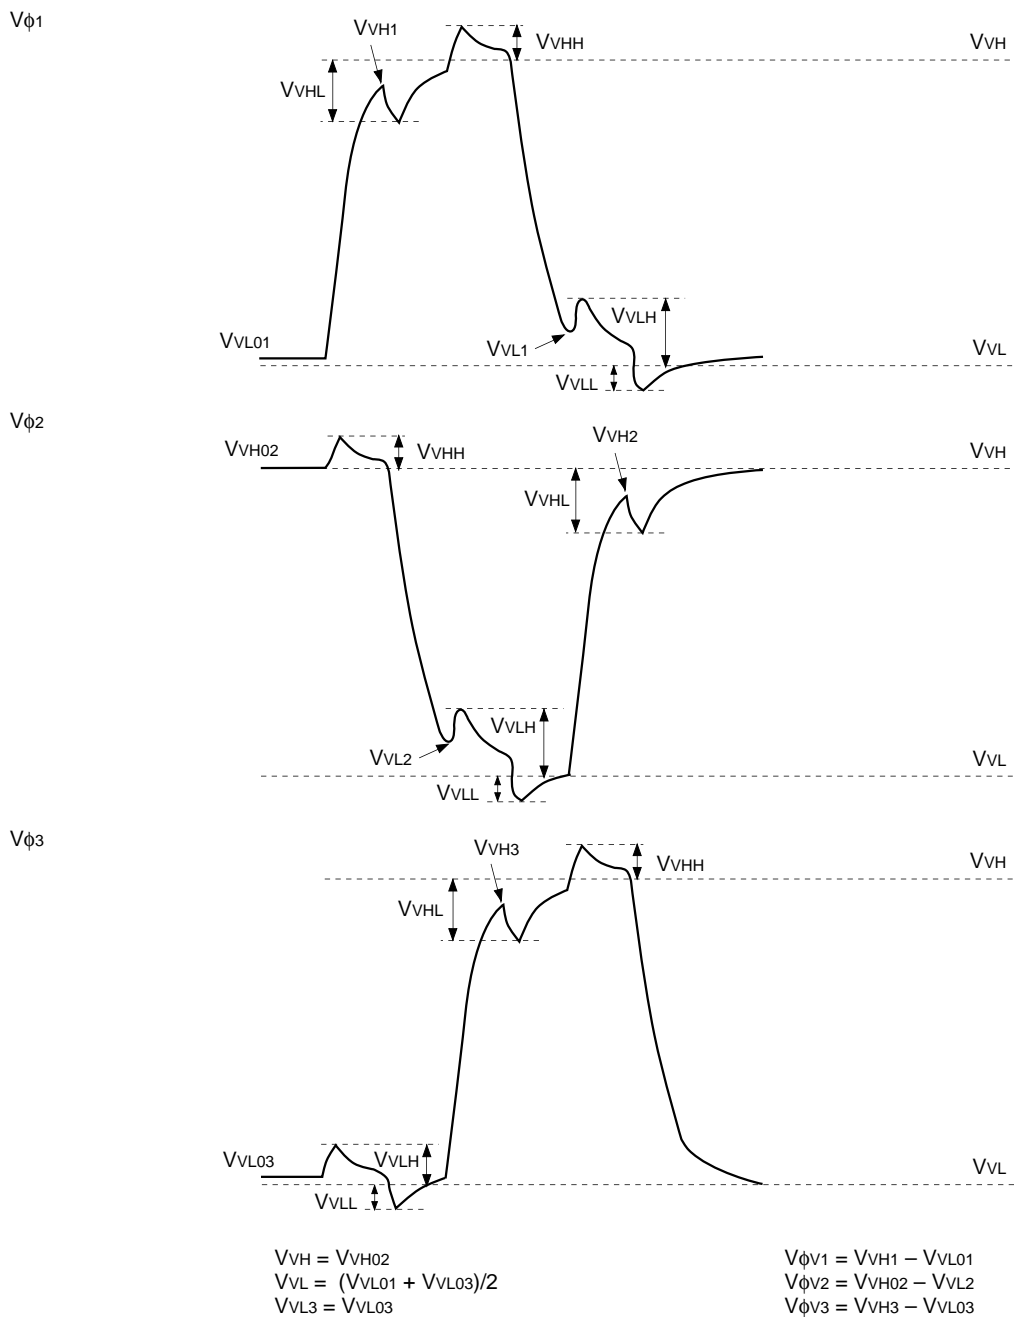 Vϕ1
VVH1
VVHH
VVH
VVHL
VVL01
VVL1
VVLH
VVL
VVLL
Vϕ2
VVH02
VVHH
VVH2
VVH
VVHL
VVL2
VVLH
VVL
VVLL
Vϕ3
VVH3
VVHH
VVH
VVHL
VVL03
VVLH
VVL
VVLL
VVH = VVH02
VVL = (VVL01 + VVL03)/2
VVL3 = VVL03
VϕV1 = VVH1 – VVL01
VϕV2 = VVH02 – VVL2
VϕV3 = VVH3 – VVL03